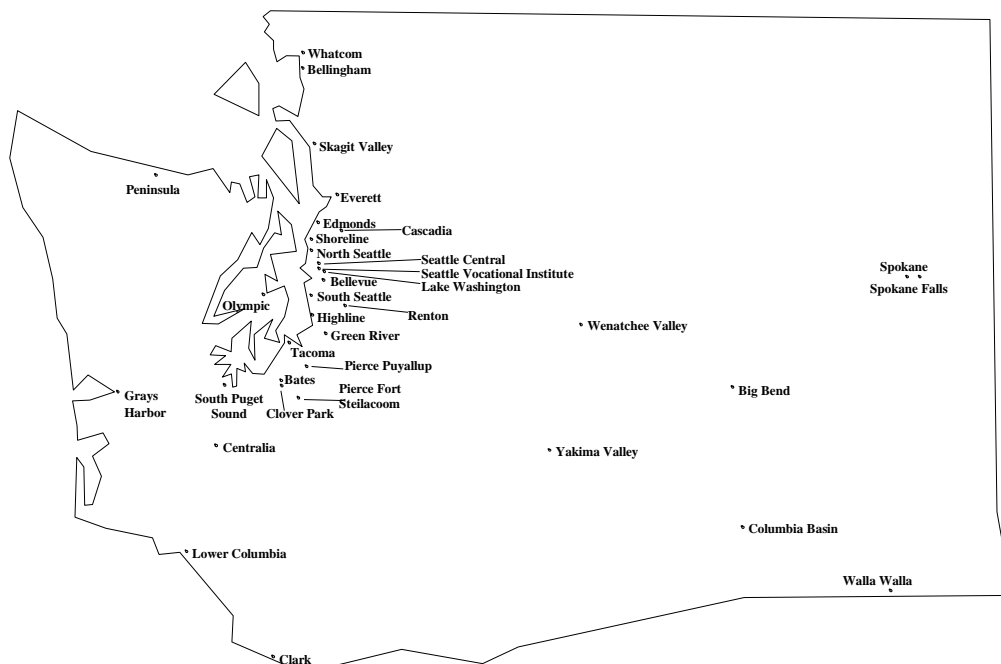 Whatcom
Bellingham
Skagit Valley
Peninsula
Everett
Edmonds
Cascadia
Shoreline
North Seattle
Seattle Central
Seattle Vocational Institute
Lake Washington
Bellevue
Spokane
Spokane Falls
Olympic
South Seattle
Renton
Highline
Wenatchee Valley
Green River
Tacoma
Pierce Puyallup
Bates
Pierce Fort
Steilacoom
Big Bend
Grays
Harbor
South Puget
Sound
Clover Park
Centralia
Yakima Valley
Columbia Basin
Lower Columbia
Walla Walla
Clark